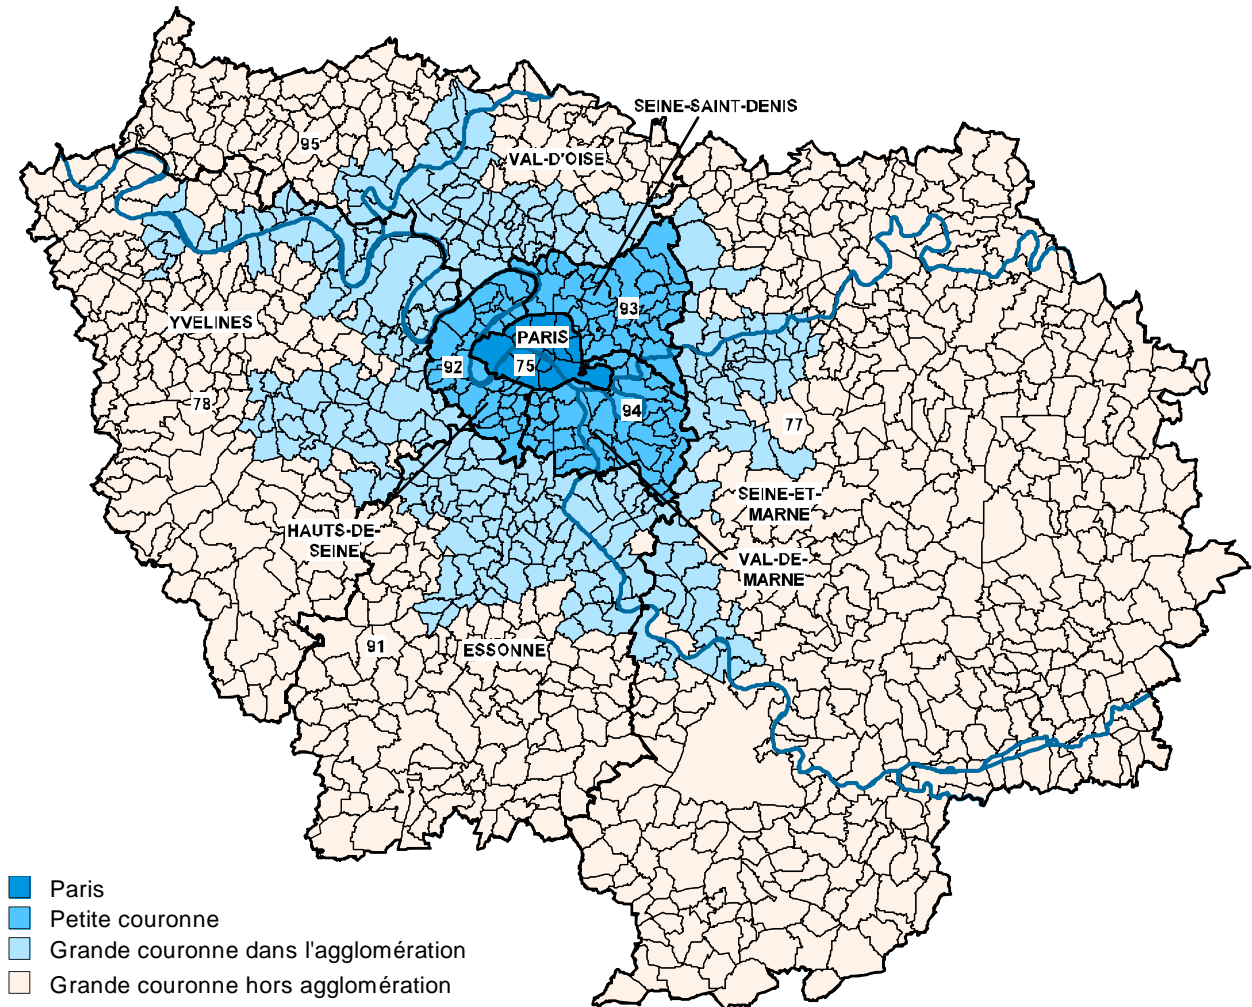 SEINE-SAINT-DENIS
95
VAL-D'OISE
93
YVELINES
PARIS
92
75
78
94
77
SEINE-ET-
MARNE
HAUTS-DE-
SEINE
VAL-DE-
MARNE
91
ESSONNE
Paris
Petite couronne
Grande couronne dans l'agglomération
Grande couronne hors agglomération